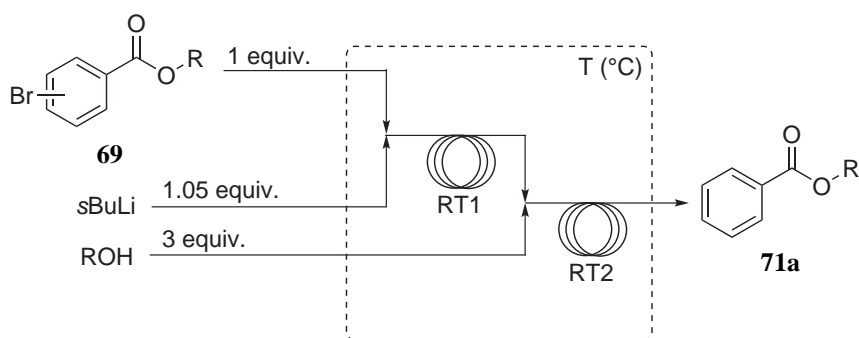 O
R
O
Br
1 equiv.
T (°C)
69
sBuLi
1.05 equiv.
RT1
O
R
O
ROH
3 equiv.
RT2
71a